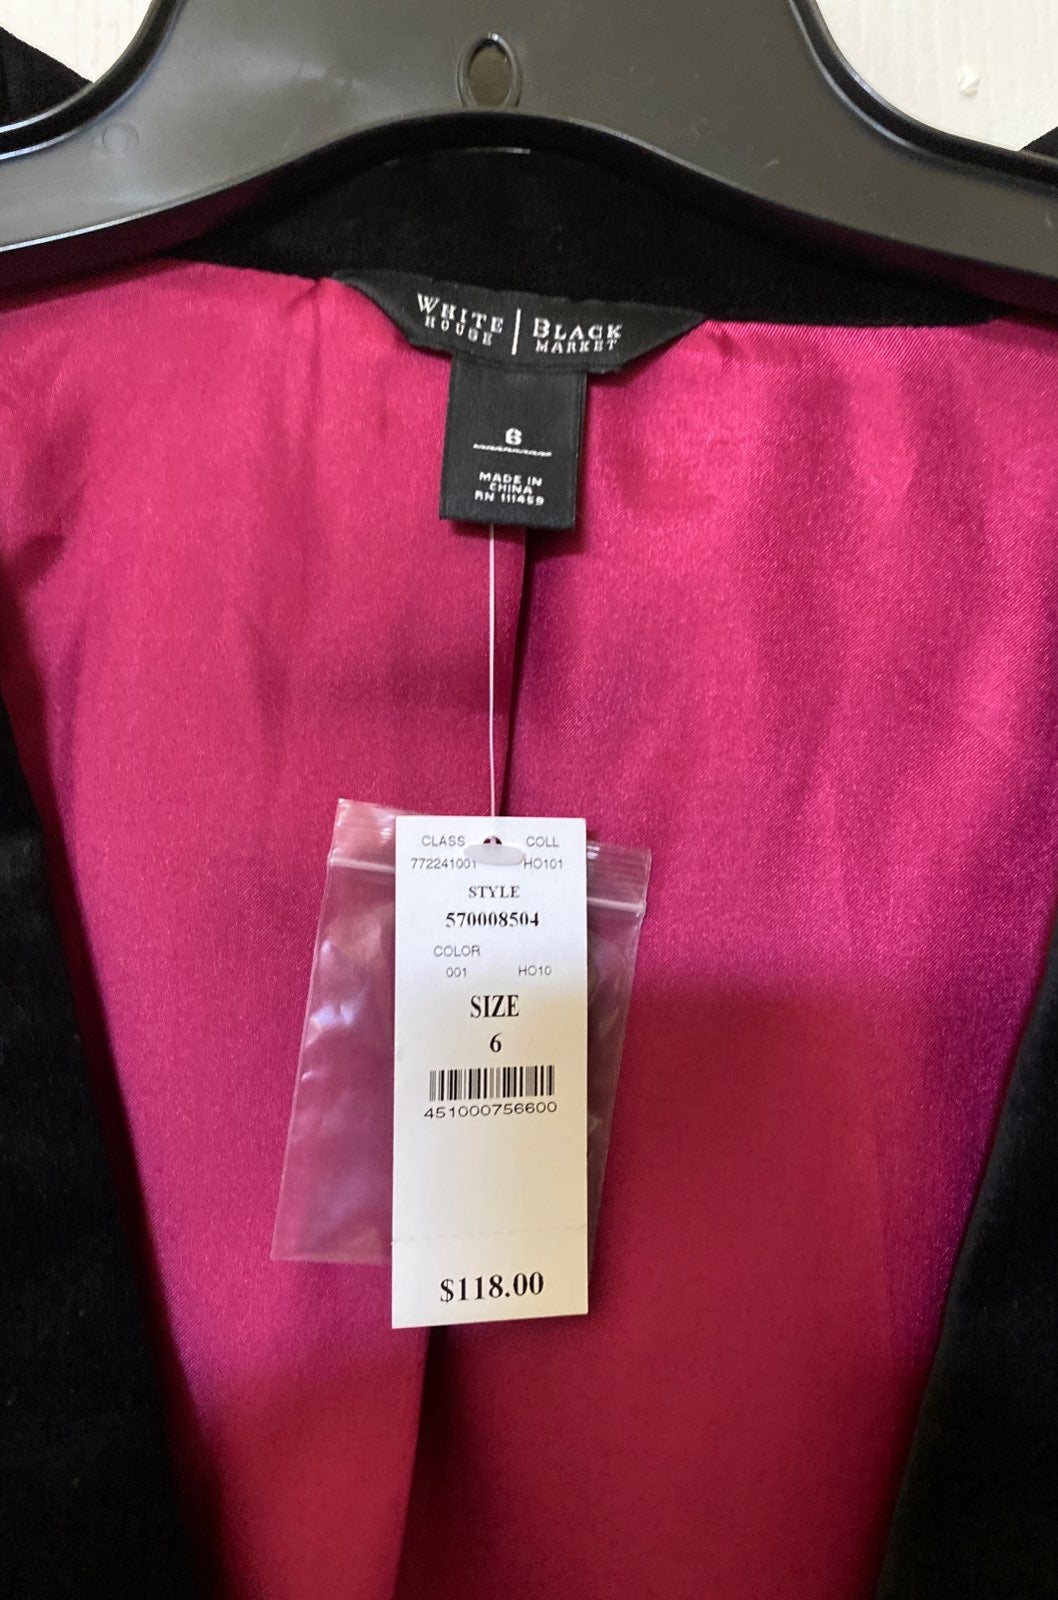 WHITE | BLACK
HOUSE MARKET
6
MADE IN
CHINA
RN 111459
CLASS COLL
772241001 HO101
STYLE
570008504
COLOR
001 HO10
SIZE
6
451000756600
$118.00